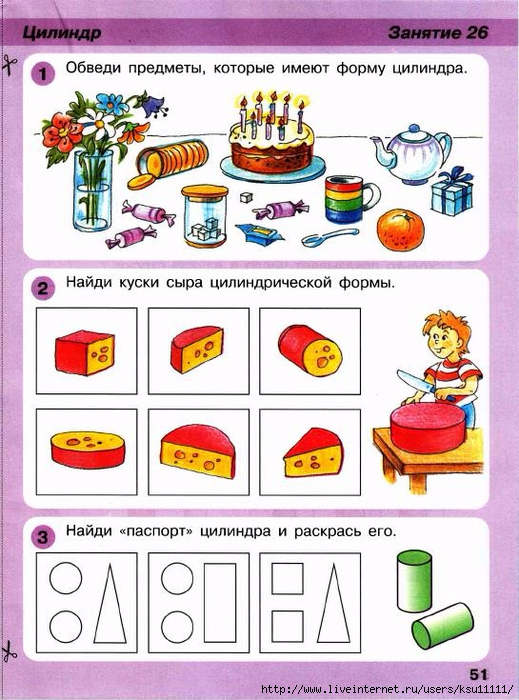 Цилиндр Занятие 26
1 Обведи предметы, которые имеют форму цилиндра.
2 Найди куски сыра цилиндрической формы.
3 Найди «паспорт» цилиндра и раскрась его.
51
http://www.liveinternet.ru/users/ksu11111/